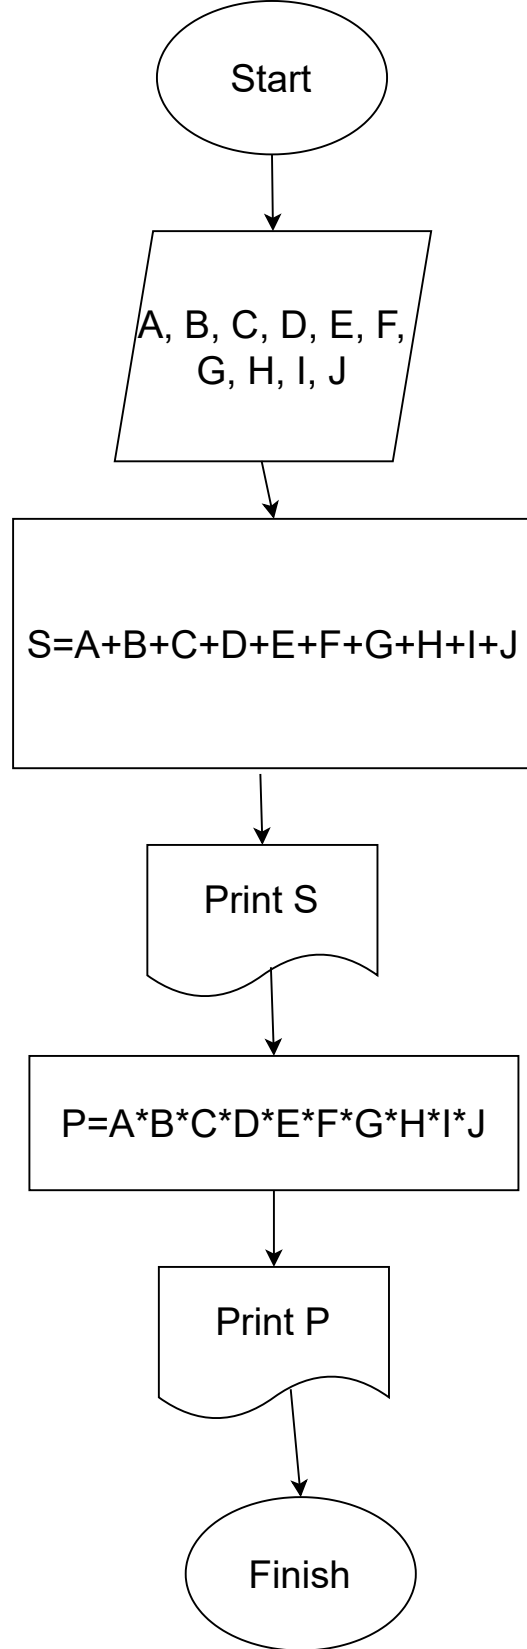 Start
A, B, C, D, E, F,
G, H, I, J
S=A+B+C+D+E+F+G+H+I+J
Print S
P=A*B*C*D*E*F*G*H*I*J
Print P
Finish